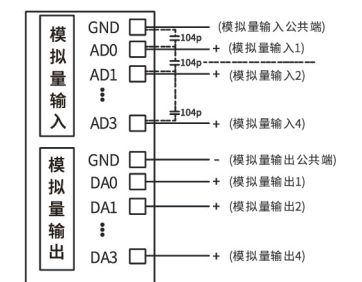 模拟量输入
GND (模拟量输入公共端)
104p
AD0 + (模拟量输入1)
104p
AD1 + (模拟量输入2)
104p
AD3 + (模拟量输入4)
模拟量输出
GND - (模拟量输出公共端)
DA0 + (模拟量输出1)
DA1 + (模拟量输出2)
DA3 + (模拟量输出4)